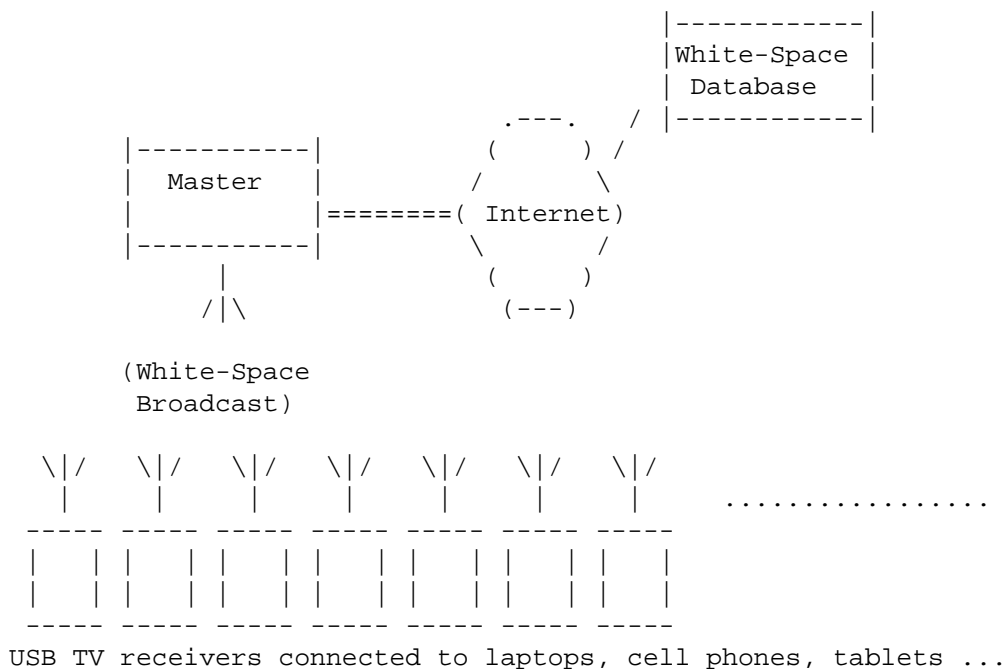 White-Space
Database
Master
Internet
(White-Space
Broadcast)
USB TV receivers connected to laptops, cell phones, tablets ...